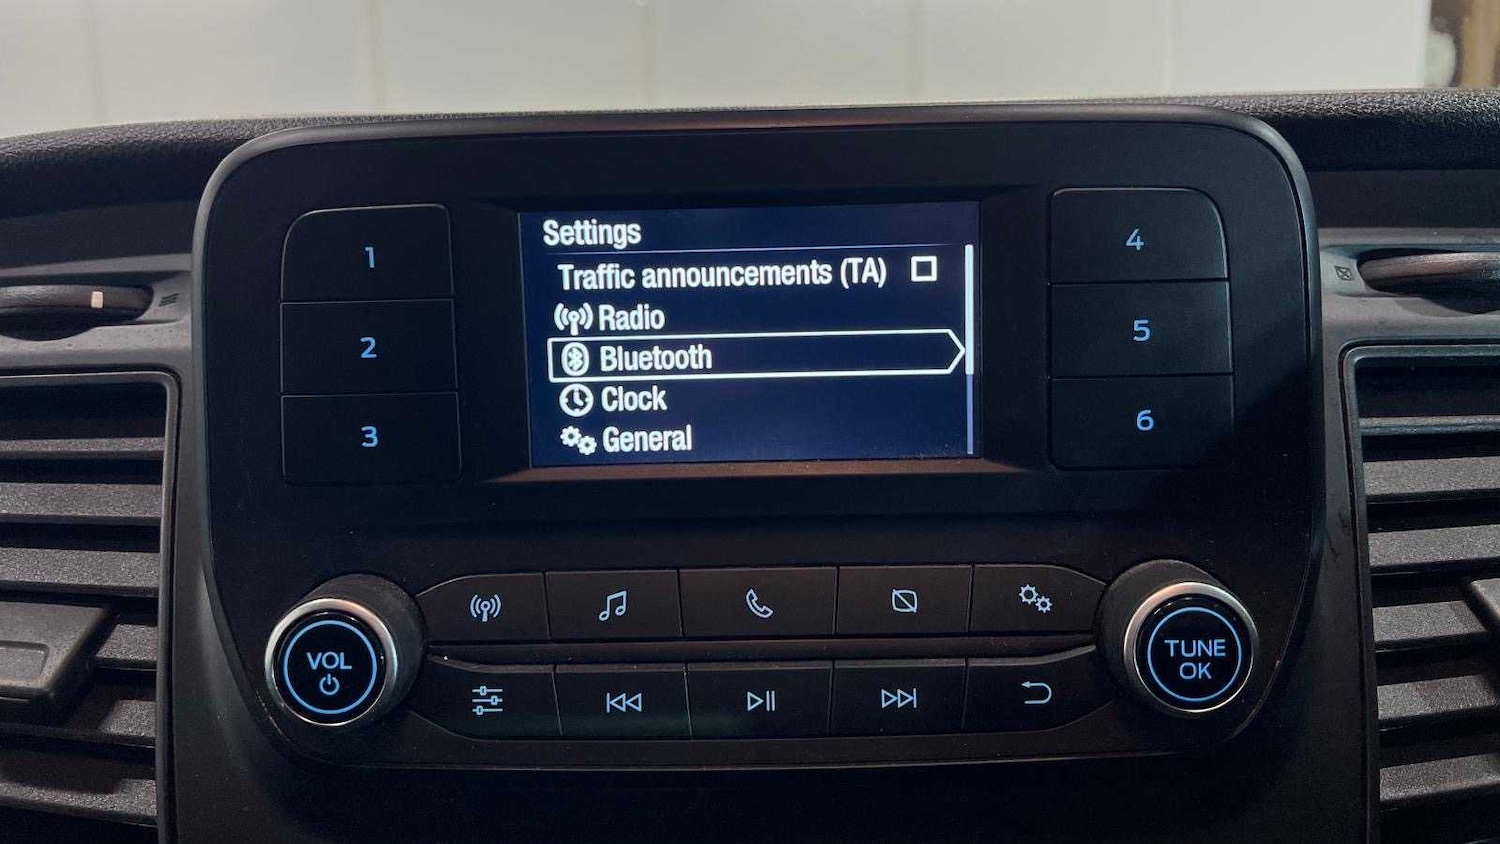 Settings
Traffic announcements (TA)
Radio
Bluetooth
Clock
General
1
2
3
4
5
6
VOL
TUNE
OK